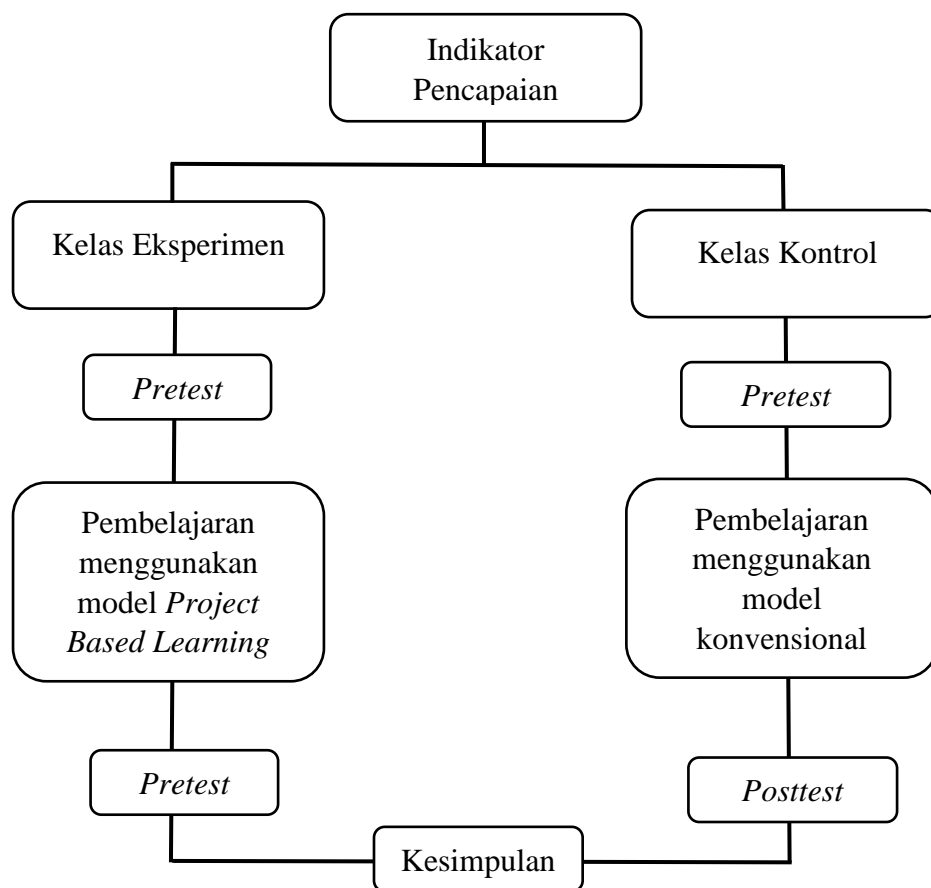 Indikator
Pencapaian
Kelas Eksperimen
Kelas Kontrol
Pretest
Pretest
Pembelajaran
menggunakan
model Project
Based Learning
Pembelajaran
menggunakan
model
konvensional
Pretest
Posttest
Kesimpulan